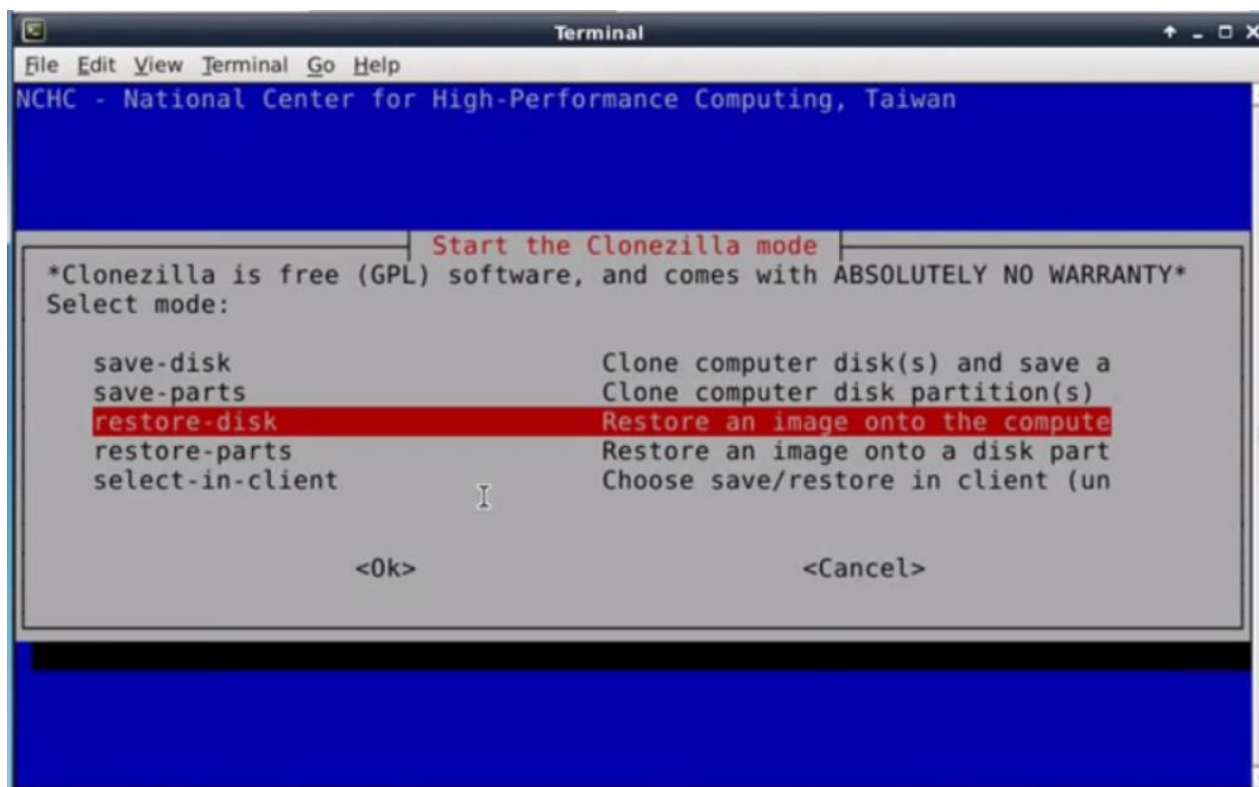 Terminal
File Edit View Terminal Go Help
NCHC - National Center for High-Performance Computing, Taiwan
Start the Clonezilla mode
*Clonezilla is free (GPL) software, and comes with ABSOLUTELY NO WARRANTY*
Select mode:
save-disk Clone computer disk(s) and save a
save-parts Clone computer disk partition(s)
restore-disk Restore an image onto the compute
restore-parts Restore an image onto a disk part
select-in-client Choose save/restore in client (un
<Ok> <Cancel>